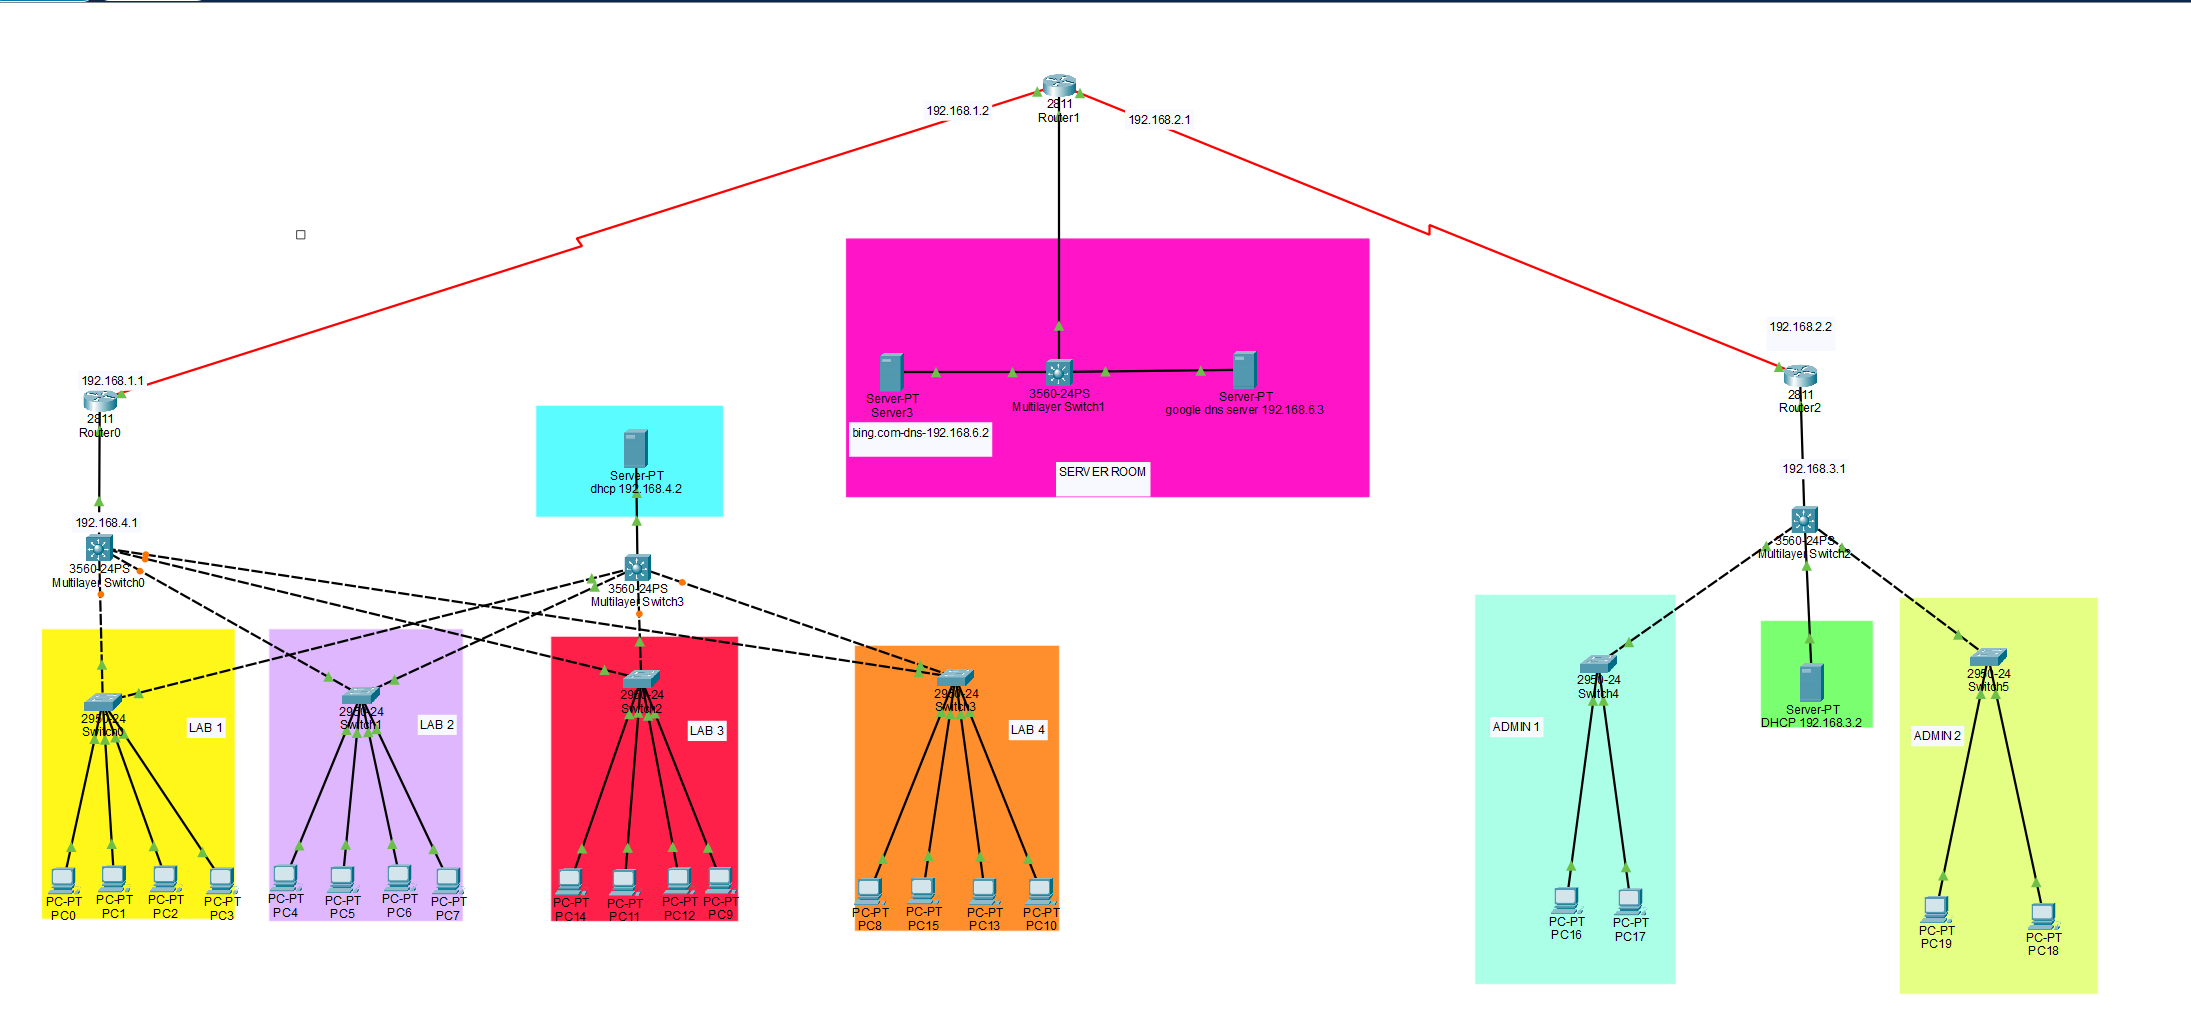 2811
Router1
192.168.1.2
192.168.2.1
192.168.2.2
192.168.1.1
2811
Router0
2811
Router2
Server-PT
Server3
3560-24PS
Multilayer Switch1
Server-PT
google dns server 192.168.6.3
bing.com-dns-192.168.6.2
SERVER ROOM
Server-PT
dhcp 192.168.4.2
192.168.3.1
192.168.4.1
3560-24PS
Multilayer Switch0
3560-24PS
Multilayer Switch3
3560-24PS
Multilayer Switch2
2950-24
Switch0
LAB 1
2950-24
Switch1
LAB 2
2950-24
Switch2
LAB 3
2950-24
Switch3
LAB 4
2950-24
Switch4
ADMIN 1
Server-PT
DHCP 192.168.3.2
2950-24
Switch5
ADMIN 2
PC-PT
PC0
PC-PT
PC1
PC-PT
PC2
PC-PT
PC3
PC-PT
PC4
PC-PT
PC5
PC-PT
PC6
PC-PT
PC7
PC-PT
PC14
PC-PT
PC11
PC-PT
PC12
PC-PT
PC9
PC-PT
PC8
PC-PT
PC15
PC-PT
PC13
PC-PT
PC10
PC-PT
PC16
PC-PT
PC17
PC-PT
PC19
PC-PT
PC18